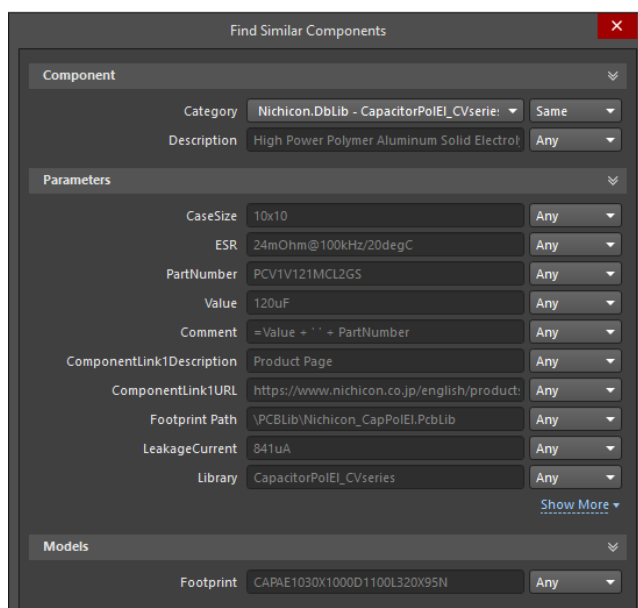 Find Similar Components
Component
Category Nichicon.DbLib - CapacitorPolEl_CVserie: Same
Description High Power Polymer Aluminum Solid Electrol Any
Parameters
CaseSize 10x10 Any
ESR 24mOhm@100kHz/20degC Any
PartNumber PCV1V121MCL2GS Any
Value 120uF Any
Comment =Value + ' ' + PartNumber Any
ComponentLink1Description Product Page Any
ComponentLink1URL https://www.nichicon.co.jp/english/product: Any
Footprint Path \PCBLib\Nichicon_CapPolEl.PcbLib Any
LeakageCurrent 841uA Any
Library CapacitorPolEl_CVseries Any
Show More
Models
Footprint CAPAE1030X1000D1100L320X95N Any